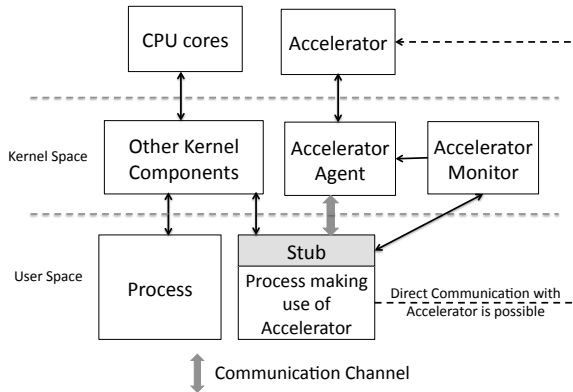 CPU cores
Accelerator
Kernel Space
Other Kernel
Components
Accelerator
Agent
Accelerator
Monitor
User Space
Process
Stub
Process making
use of
Accelerator
Direct Communication with
Accelerator is possible
Communication Channel